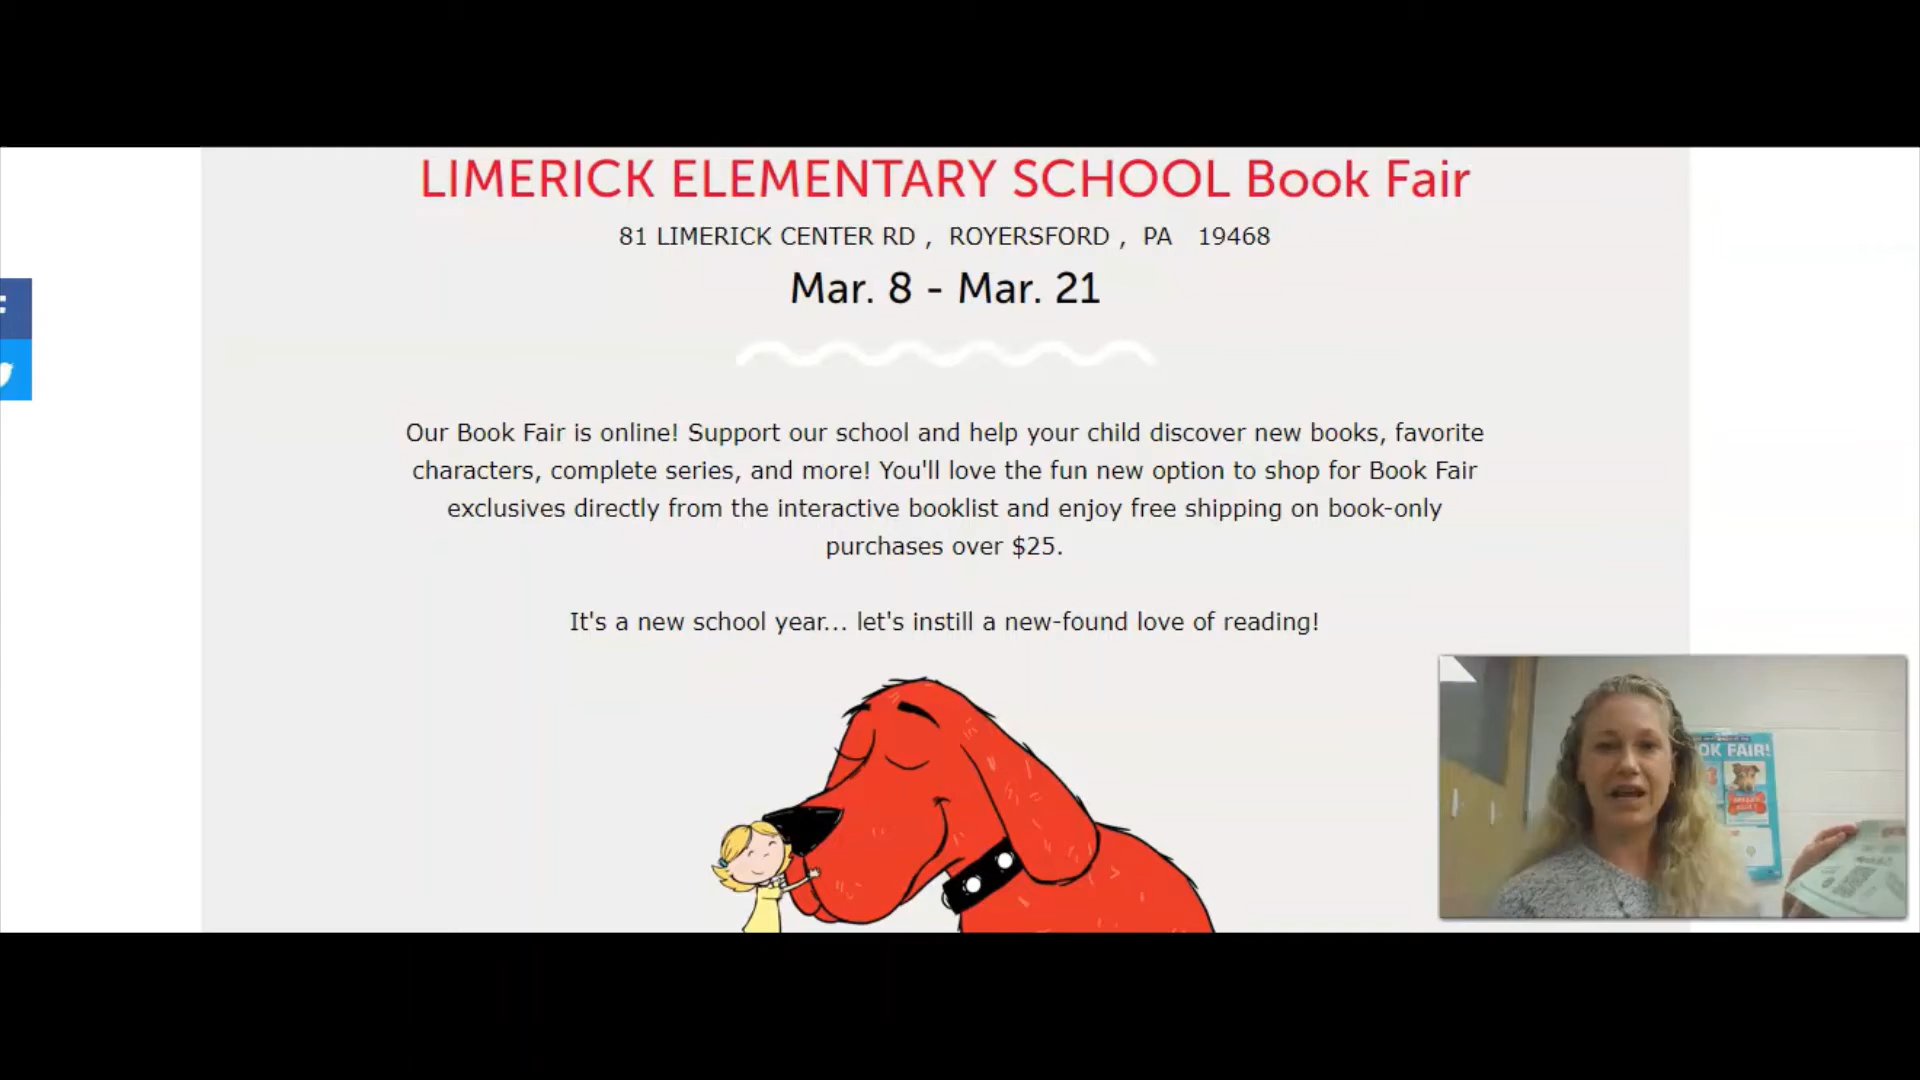 LIMERICK ELEMENTARY SCHOOL Book Fair
81 LIMERICK CENTER RD , ROYERSFORD , PA 19468
Mar. 8 - Mar. 21
Our Book Fair is online! Support our school and help your child discover new books, favorite
characters, complete series, and more! You'll love the fun new option to shop for Book Fair
exclusives directly from the interactive booklist and enjoy free shipping on book-only
purchases over $25.
It's a new school year... let's instill a new-found love of reading!
OK FAIR!